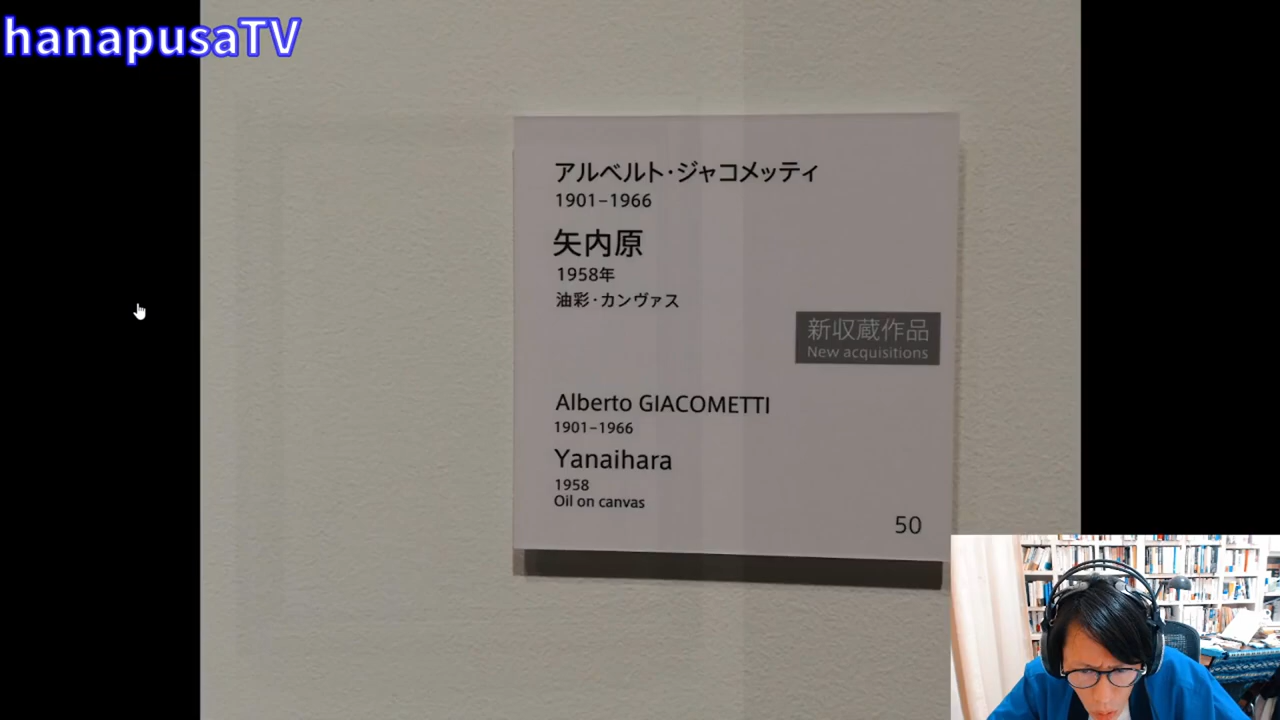 hanapusaTV
アルベルト・ジャコメッティ
1901–1966
矢内原
1958年
油彩・カンヴァス
新収蔵作品
New acquisitions
Alberto GIACOMETTI
1901–1966
Yanaihara
1958
Oil on canvas
50